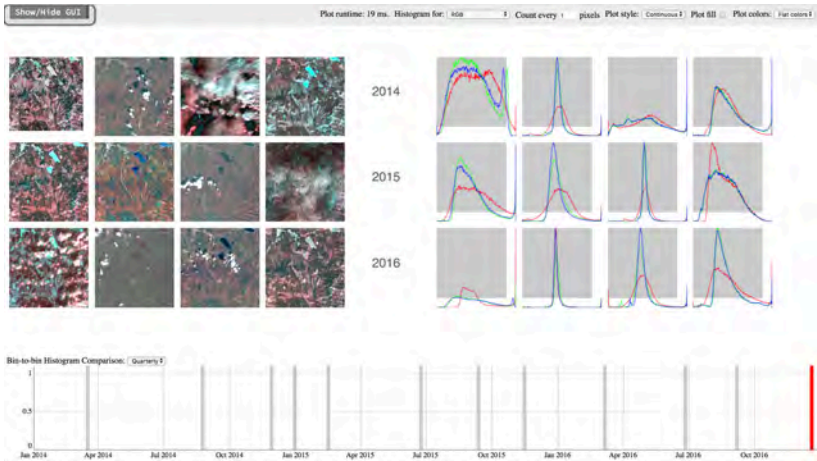 Show/Hide GUI
Plot runtime: 19 ms. Histogram for: RGB Count every 1 pixels Plot style: Continuous Plot fill Plot colors: Flat colors
2014
2015
2016
Bin-to-bin Histogram Comparison: Quarterly
1
0.5
0
Jan 2014 Apr 2014 Jul 2014 Oct 2014 Jan 2015 Apr 2015 Jul 2015 Oct 2015 Jan 2016 Apr 2016 Jul 2016 Oct 2016